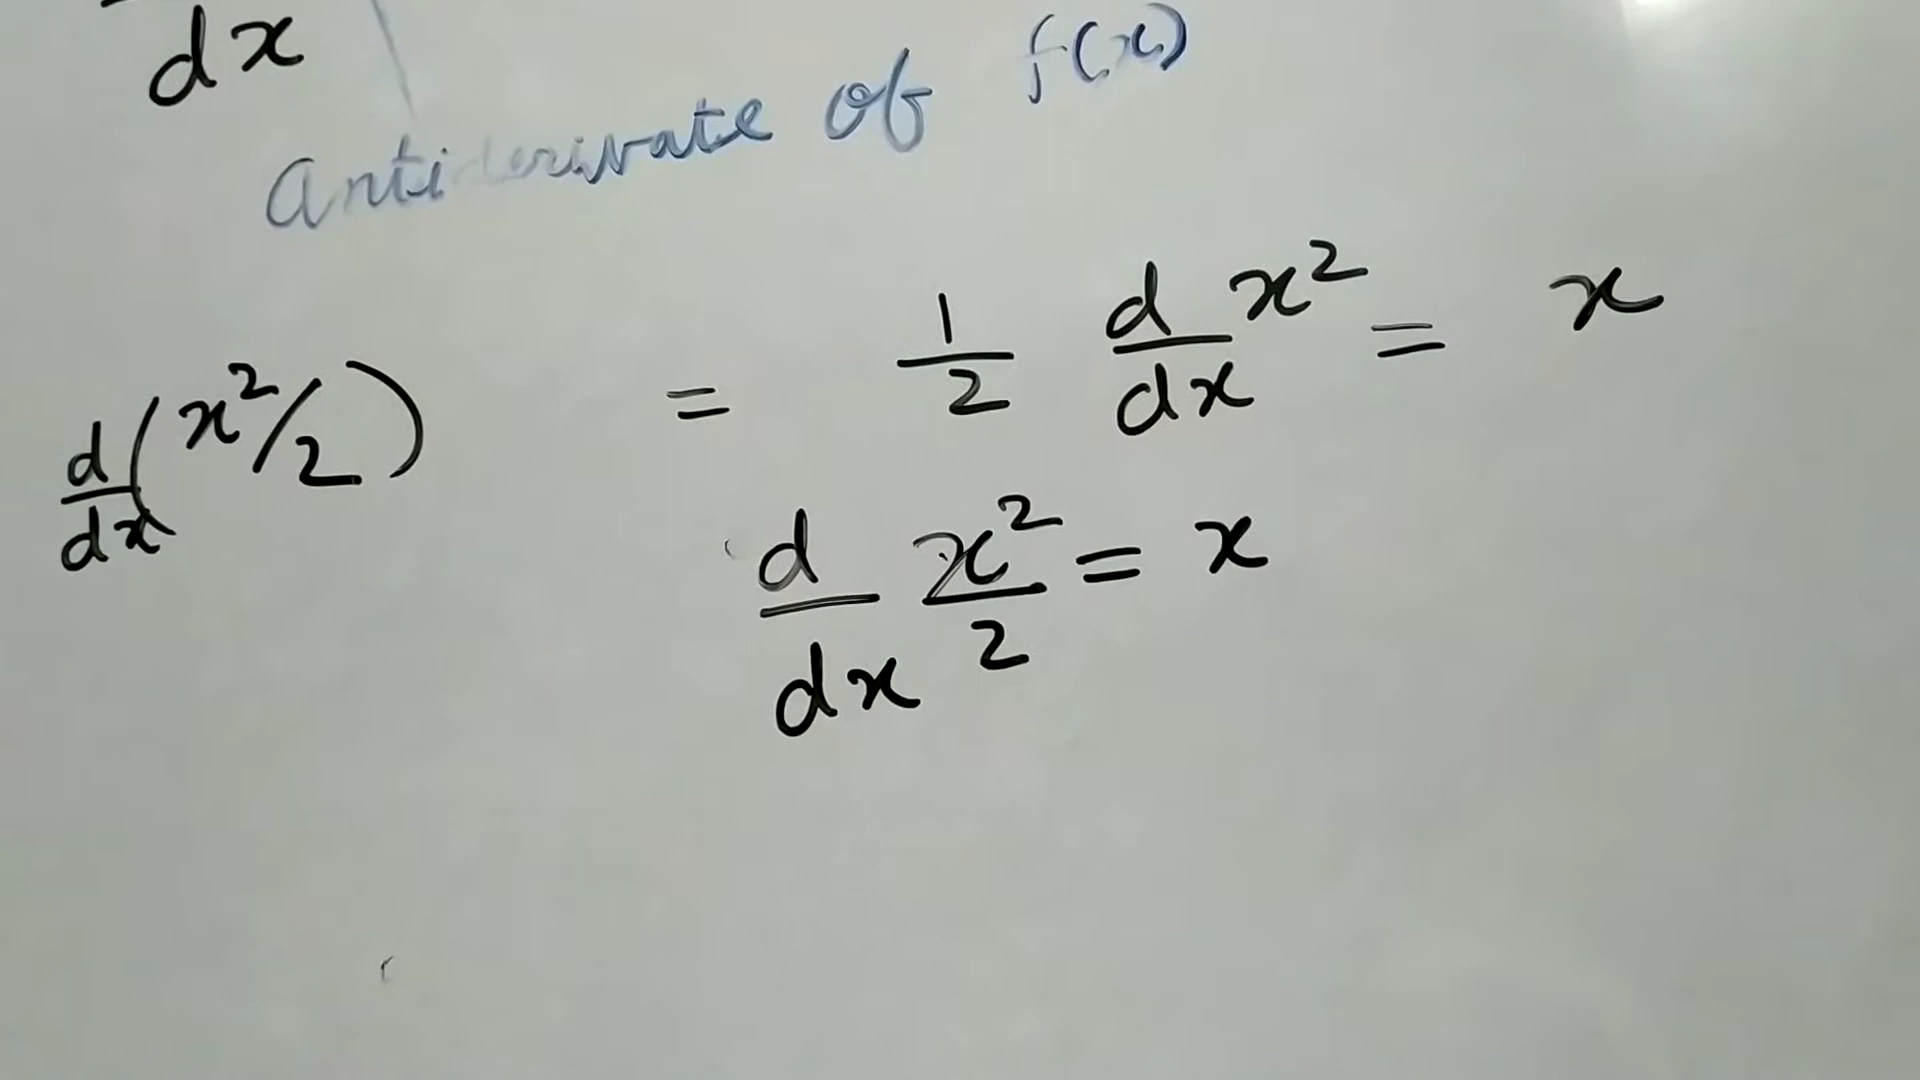 dx
Antiderivate of f(x)
d/dx (x²/2) = 1/2 d/dx x² = x
d/dx x²/2 = x